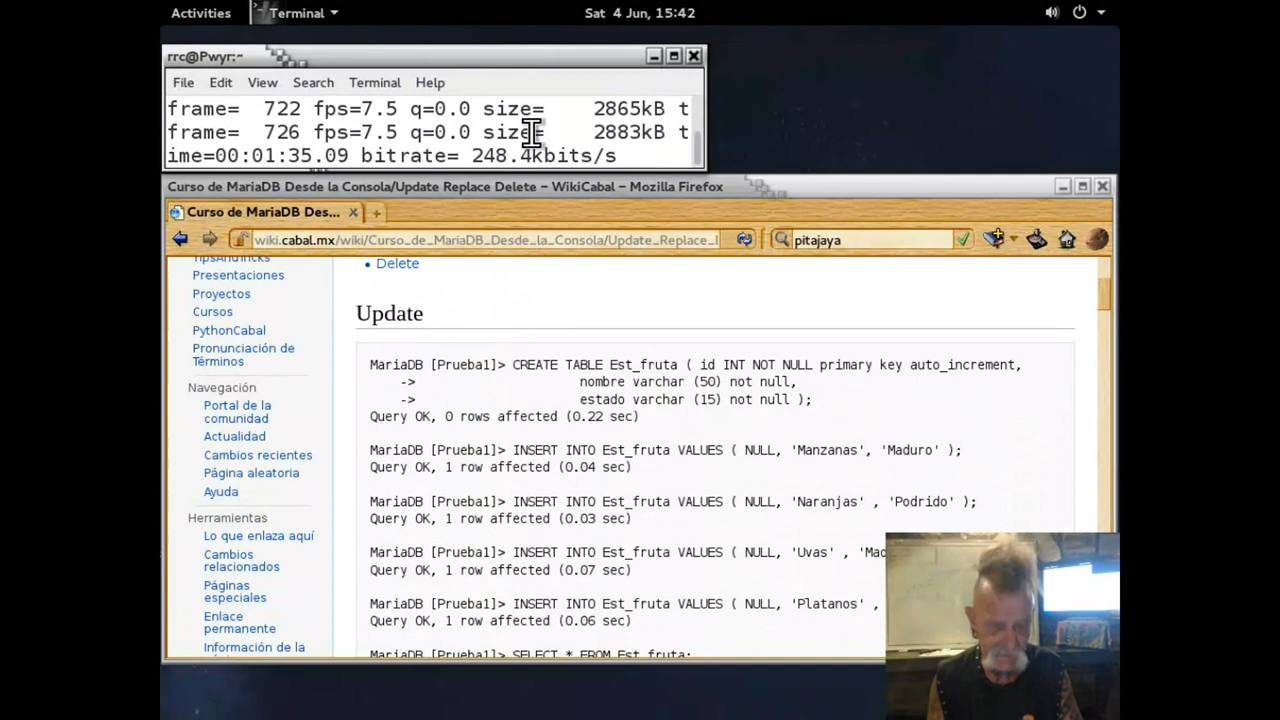 Activities
Terminal
Sat 4 Jun, 15:42
rrc@Pwyr:~
File Edit View Search Terminal Help
frame=  722 fps=7.5 q=0.0 size=    2865kB t
frame=  726 fps=7.5 q=0.0 size=    2883kB t
ime=00:01:35.09 bitrate= 248.4kbits/s
Curso de MariaDB Desde la Consola/Update Replace Delete – WikiCabal – Mozilla Firefox
Curso de MariaDB Des...
wiki.cabal.mx/wiki/Curso_de_MariaDB_Desde_la_Consola/Update_Replace_
pitajaya
TipsAndTricks
Presentaciones
Proyectos
Cursos
PythonCabal
Pronunciación de
Términos
Navegación
Portal de la
comunidad
Actualidad
Cambios recientes
Página aleatoria
Ayuda
Herramientas
Lo que enlaza aquí
Cambios
relacionados
Páginas
especiales
Enlace
permanente
Información de la
Delete
Update
MariaDB [Prueba1]> CREATE TABLE Est_fruta ( id INT NOT NULL primary key auto_increment,
-> nombre varchar (50) not null,
-> estado varchar (15) not null );
Query OK, 0 rows affected (0.22 sec)
MariaDB [Prueba1]> INSERT INTO Est_fruta VALUES ( NULL, 'Manzanas', 'Maduro' );
Query OK, 1 row affected (0.04 sec)
MariaDB [Prueba1]> INSERT INTO Est_fruta VALUES ( NULL, 'Naranjas' , 'Podrido' );
Query OK, 1 row affected (0.03 sec)
MariaDB [Prueba1]> INSERT INTO Est_fruta VALUES ( NULL, 'Uvas' , 'Mad
Query OK, 1 row affected (0.07 sec)
MariaDB [Prueba1]> INSERT INTO Est_fruta VALUES ( NULL, 'Platanos' ,
Query OK, 1 row affected (0.06 sec)
MariaDB [Prueba1]> SELECT * FROM Est_fruta;